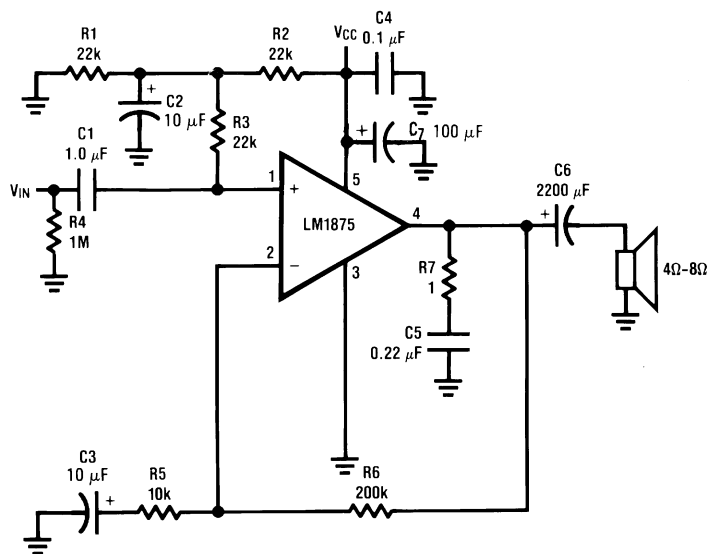 R1
22k
R2
22k
VCC
C4
0.1 μF
+
C2
10 μF
R3
22k
+
C7 100 μF
C1
1.0 μF
VIN
R4
1M
1
+
5
LM1875
4
2
−
3
C6
2200 μF
+
4Ω-8Ω
R7
1
C5
0.22 μF
C3
10 μF
+
R5
10k
R6
200k